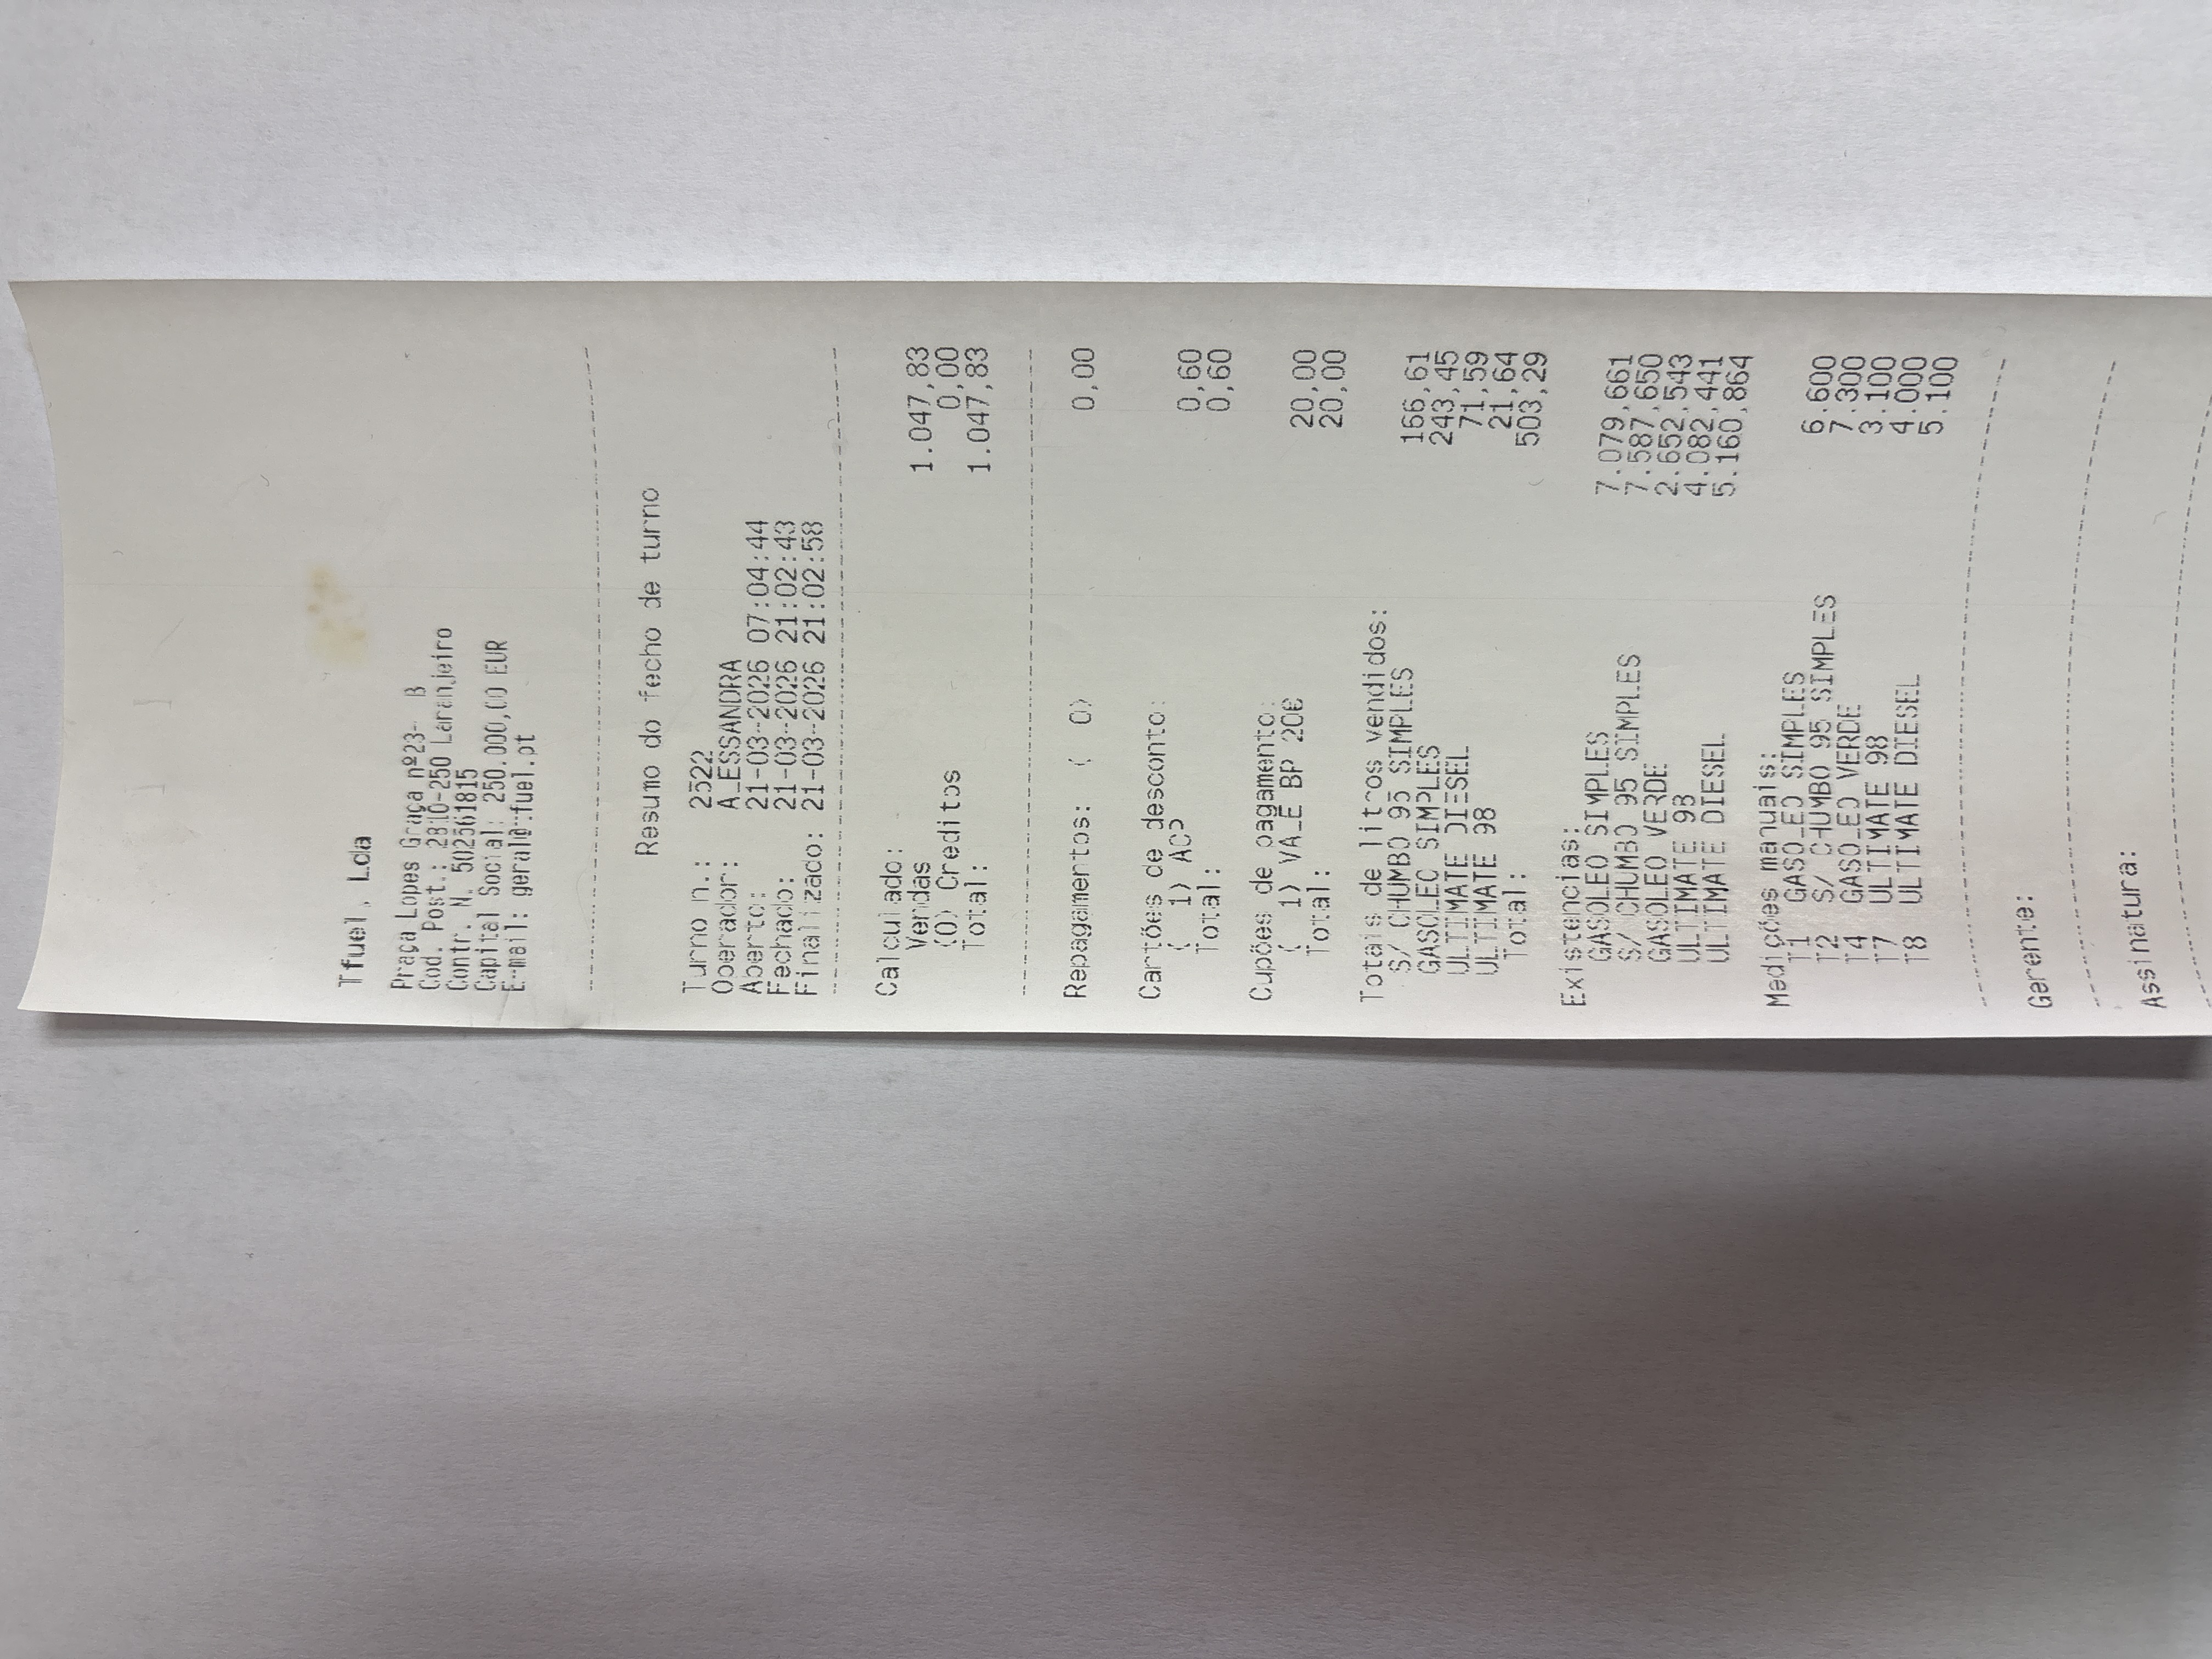 Tfuel, Lda
Praça Lopes Graça nº23- B
Cod. Post.: 2810-250 Laranjeiro
Contr. N. 502561815
Capital Social: 250.000,00 EUR
E-mail: geral@tfuel.pt
Resumo do fecho de turno
Turno n.: 2522
Operador: ALESSANDRA
Aberto: 21-03-2026 07:04:44
Fechado: 21-03-2026 21:02:43
Finalizado: 21-03-2026 21:02:58
Calculado:
Vendas 1.047,83
(0) Creditos 0,00
Total: 1.047,83
Repagamentos: ( 0) 0,00
Cartões de desconto:
( 1) ACP 0,60
Total: 0,60
Cupões de pagamento:
( 1) VALE BP 20€ 20,00
Total: 20,00
Totais de litros vendidos:
S/ CHUMBO 95 SIMPLES 166,61
GASOLEO SIMPLES 243,45
ULTIMATE DIESEL 71,59
ULTIMATE 98 21,64
Total: 503,29
Existencias:
GASOLEO SIMPLES 7.079,661
S/ CHUMBO 95 SIMPLES 7.587,650
GASOLEO VERDE 2.652,543
ULTIMATE 98 4.082,441
ULTIMATE DIESEL 5.160,864
Medições manuais:
T1 GASOLEO SIMPLES 6.600
T2 S/ CHUMBO 95 SIMPLES 7.300
T4 GASOLEO VERDE 3.100
T7 ULTIMATE 98 4.000
T8 ULTIMATE DIESEL 5.100
Gerente:
Assinatura: